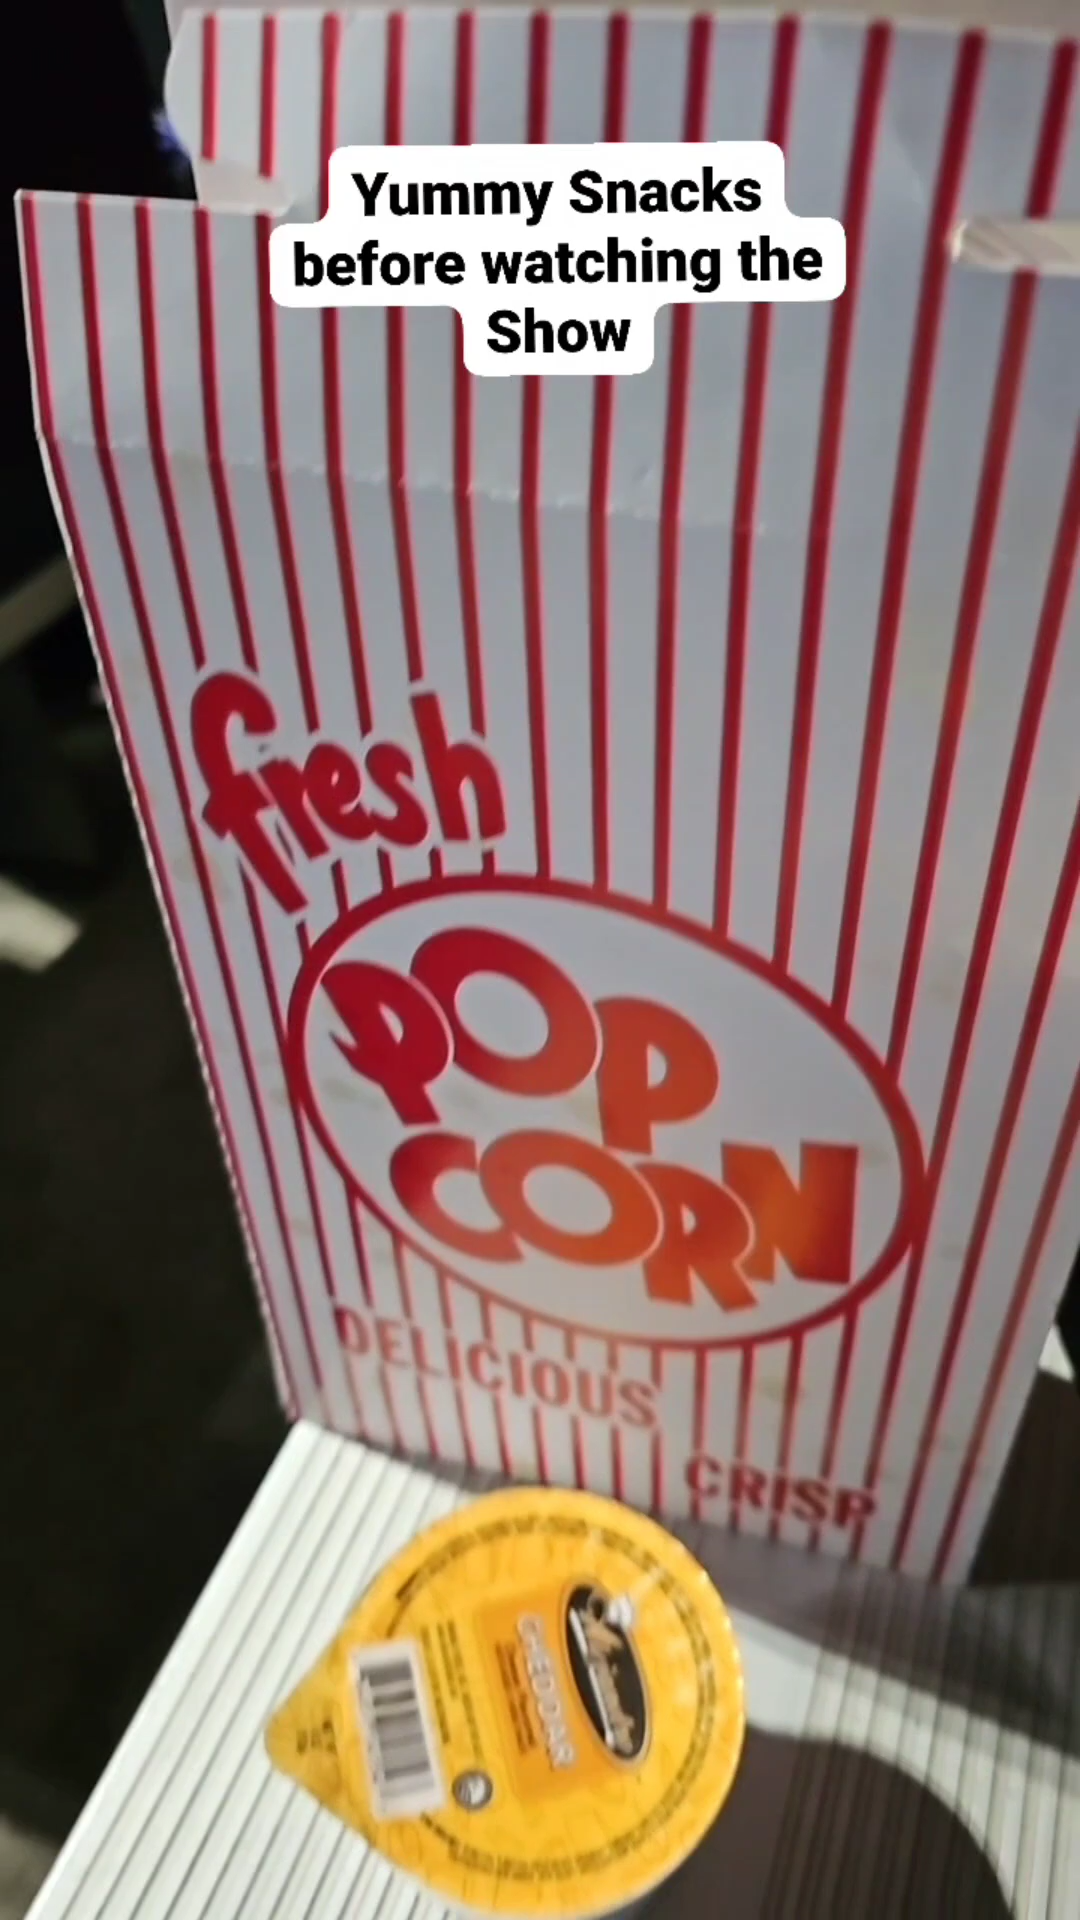 Yummy Snacks
before watching the
Show
fresh
POP
CORN
DELICIOUS
CRISP
CHEDDAR